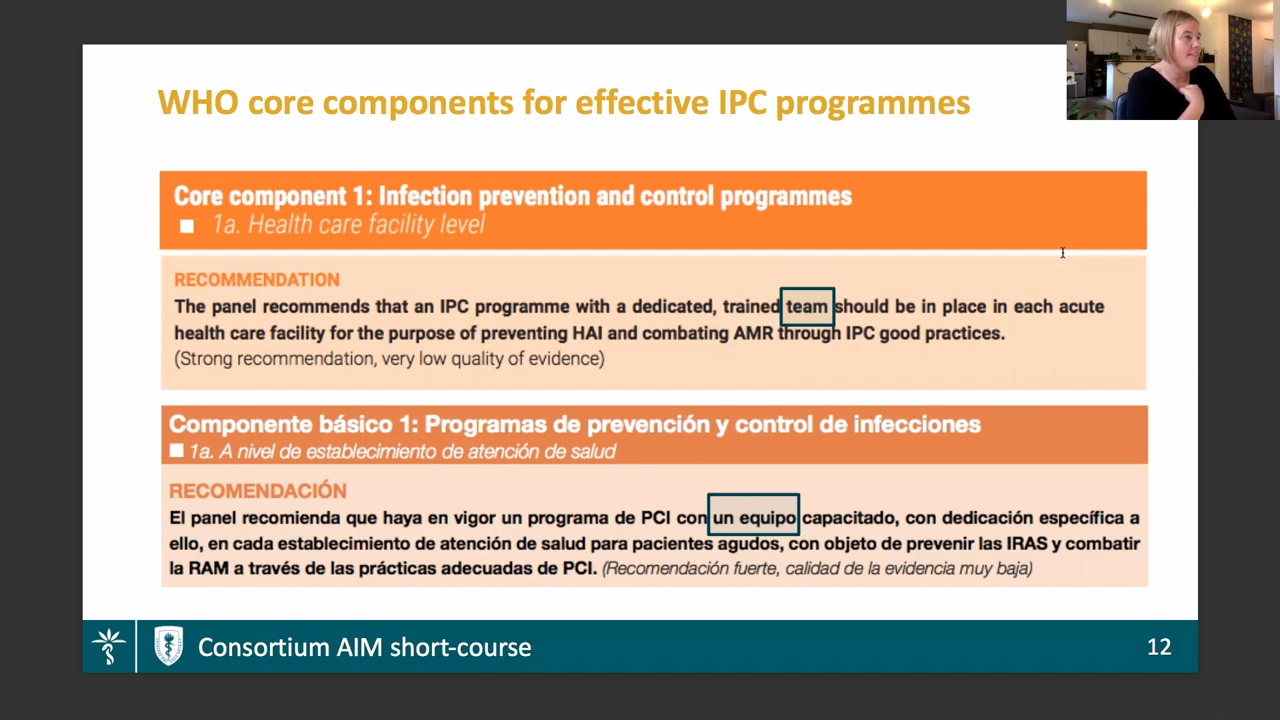 WHO core components for effective IPC programmes
Core component 1: Infection prevention and control programmes
1a. Health care facility level
RECOMMENDATION
The panel recommends that an IPC programme with a dedicated, trained team should be in place in each acute
health care facility for the purpose of preventing HAI and combating AMR through IPC good practices.
(Strong recommendation, very low quality of evidence)
Componente básico 1: Programas de prevención y control de infecciones
1a. A nivel de establecimiento de atención de salud
RECOMENDACIÓN
El panel recomienda que haya en vigor un programa de PCI con un equipo capacitado, con dedicación específica a
ello, en cada establecimiento de atención de salud para pacientes agudos, con objeto de prevenir las IRAS y combatir
la RAM a través de las prácticas adecuadas de PCI. (Recomendación fuerte, calidad de la evidencia muy baja)
Consortium AIM short-course
12